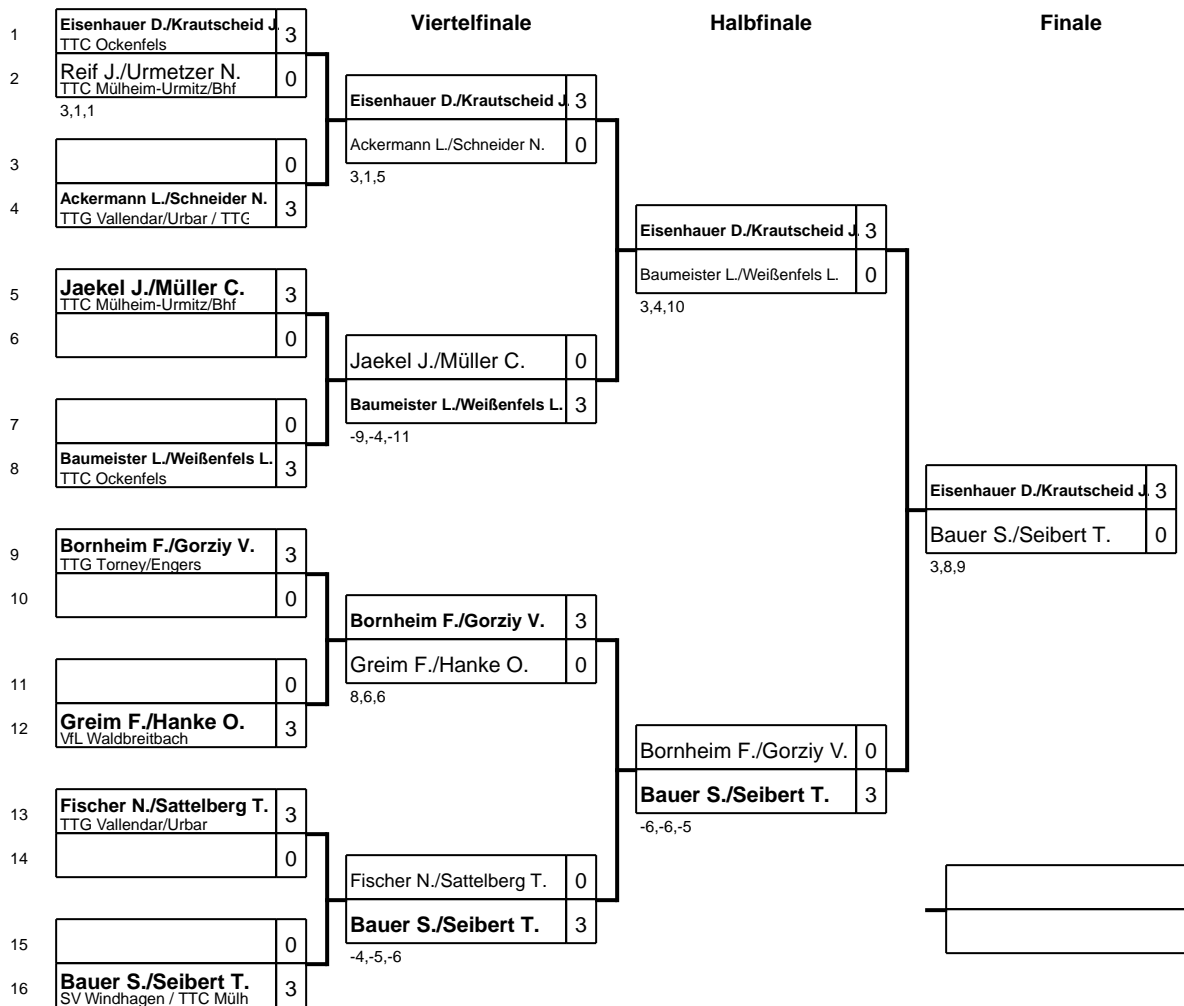 Viertelfinale
Halbfinale
Finale
1
Eisenhauer D./Krautscheid J.
3
TTC Ockenfels
2
Reif J./Urmetzer N.
0
TTC Mülheim-Urmitz/Bhf
3,1,1
3
0
4
Ackermann L./Schneider N.
3
TTG Vallendar/Urbar / TTG
5
Jaekel J./Müller C.
3
TTC Mülheim-Urmitz/Bhf
6
0
7
0
8
Baumeister L./Weißenfels L.
3
TTC Ockenfels
9
Bornheim F./Gorziy V.
3
TTG Torney/Engers
10
0
11
0
12
Greim F./Hanke O.
3
VfL Waldbreitbach
13
Fischer N./Sattelberg T.
3
TTG Vallendar/Urbar
14
0
15
0
16
Bauer S./Seibert T.
3
SV Windhagen / TTC Mülh
Eisenhauer D./Krautscheid J.
3
Ackermann L./Schneider N.
0
3,1,5
Jaekel J./Müller C.
0
Baumeister L./Weißenfels L.
3
-9,-4,-11
Bornheim F./Gorziy V.
3
Greim F./Hanke O.
0
8,6,6
Fischer N./Sattelberg T.
0
Bauer S./Seibert T.
3
-4,-5,-6
Eisenhauer D./Krautscheid J.
3
Baumeister L./Weißenfels L.
0
3,4,10
Bornheim F./Gorziy V.
0
Bauer S./Seibert T.
3
-6,-6,-5
Eisenhauer D./Krautscheid J.
3
Bauer S./Seibert T.
0
3,8,9